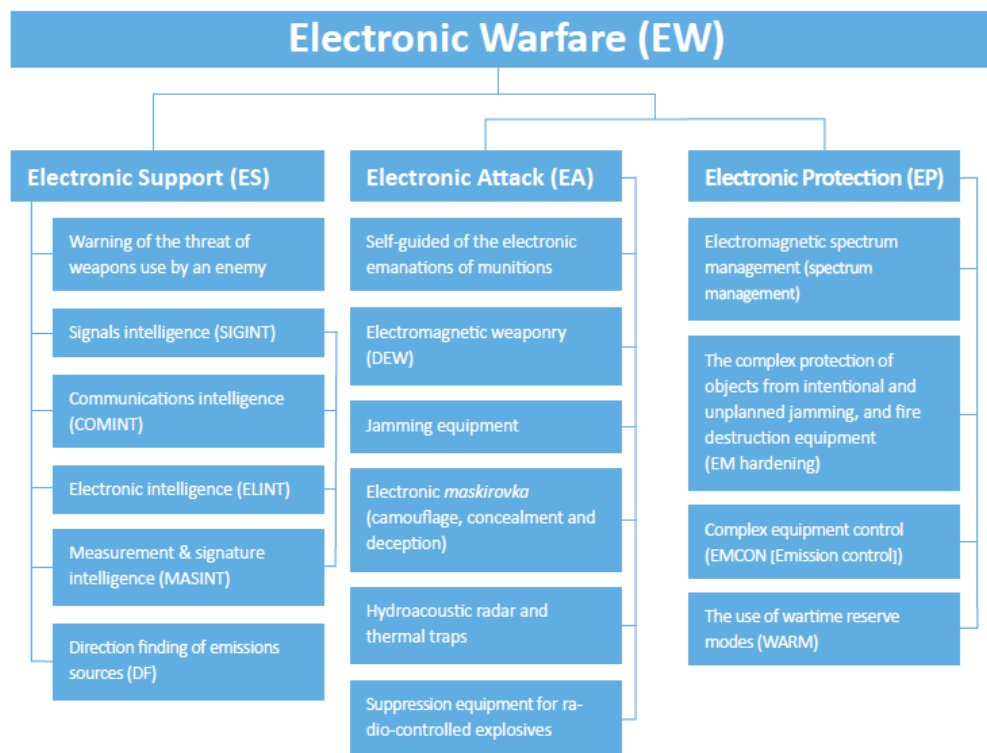 Electronic Warfare (EW)
Electronic Support (ES)
Warning of the threat of
weapons use by an enemy
Signals intelligence (SIGINT)
Communications intelligence
(COMINT)
Electronic intelligence (ELINT)
Measurement & signature
intelligence (MASINT)
Direction finding of emissions
sources (DF)
Electronic Attack (EA)
Self-guided of the electronic
emanations of munitions
Electromagnetic weaponry
(DEW)
Jamming equipment
Electronic maskirovka
(camouflage, concealment and
deception)
Hydroacoustic radar and
thermal traps
Suppression equipment for ra-
dio-controlled explosives
Electronic Protection (EP)
Electromagnetic spectrum
management (spectrum
management)
The complex protection of
objects from intentional and
unplanned jamming, and fire
destruction equipment
(EM hardening)
Complex equipment control
(EMCON [Emission control])
The use of wartime reserve
modes (WARM)